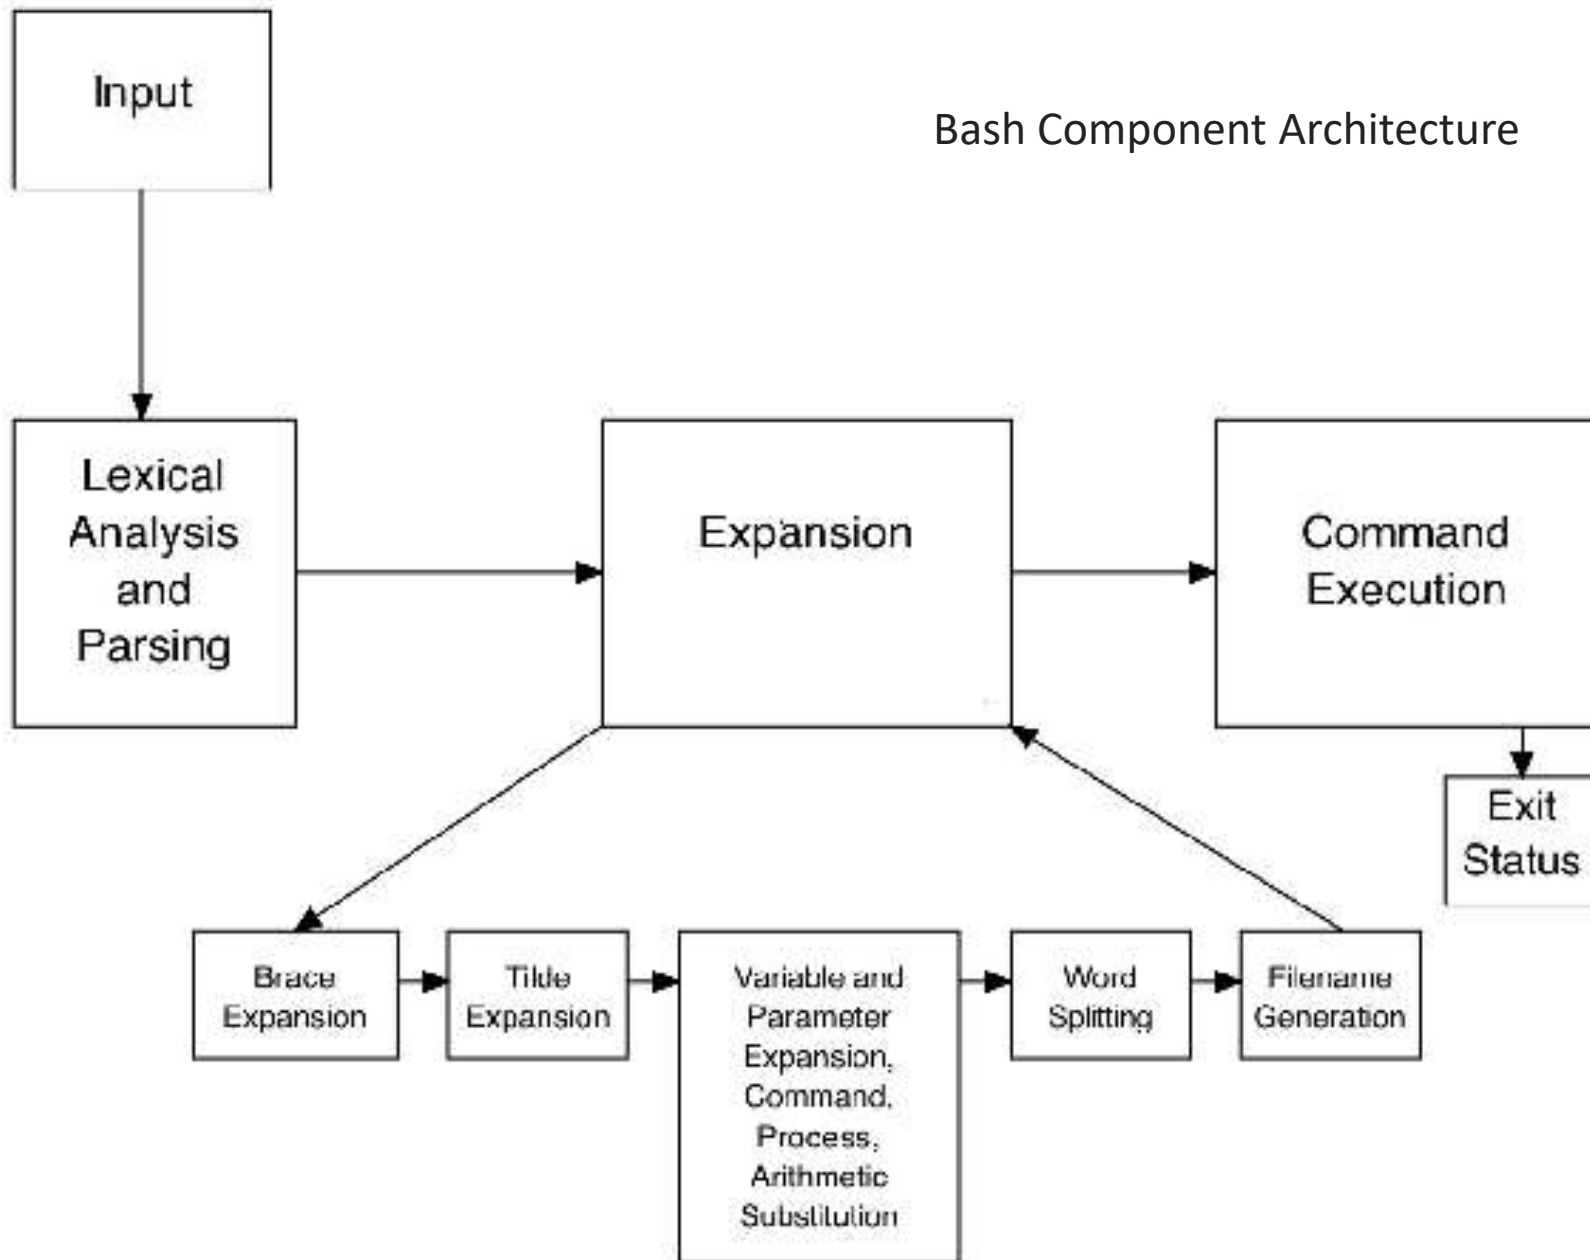 Input
Bash Component Architecture
Lexical
Analysis
and
Parsing
Expansion
Command
Execution
Exit
Status
Brace
Expansion
Tilde
Expansion
Variable and
Parameter
Expansion,
Command,
Process,
Arithmetic
Substitution
Word
Splitting
Filename
Generation